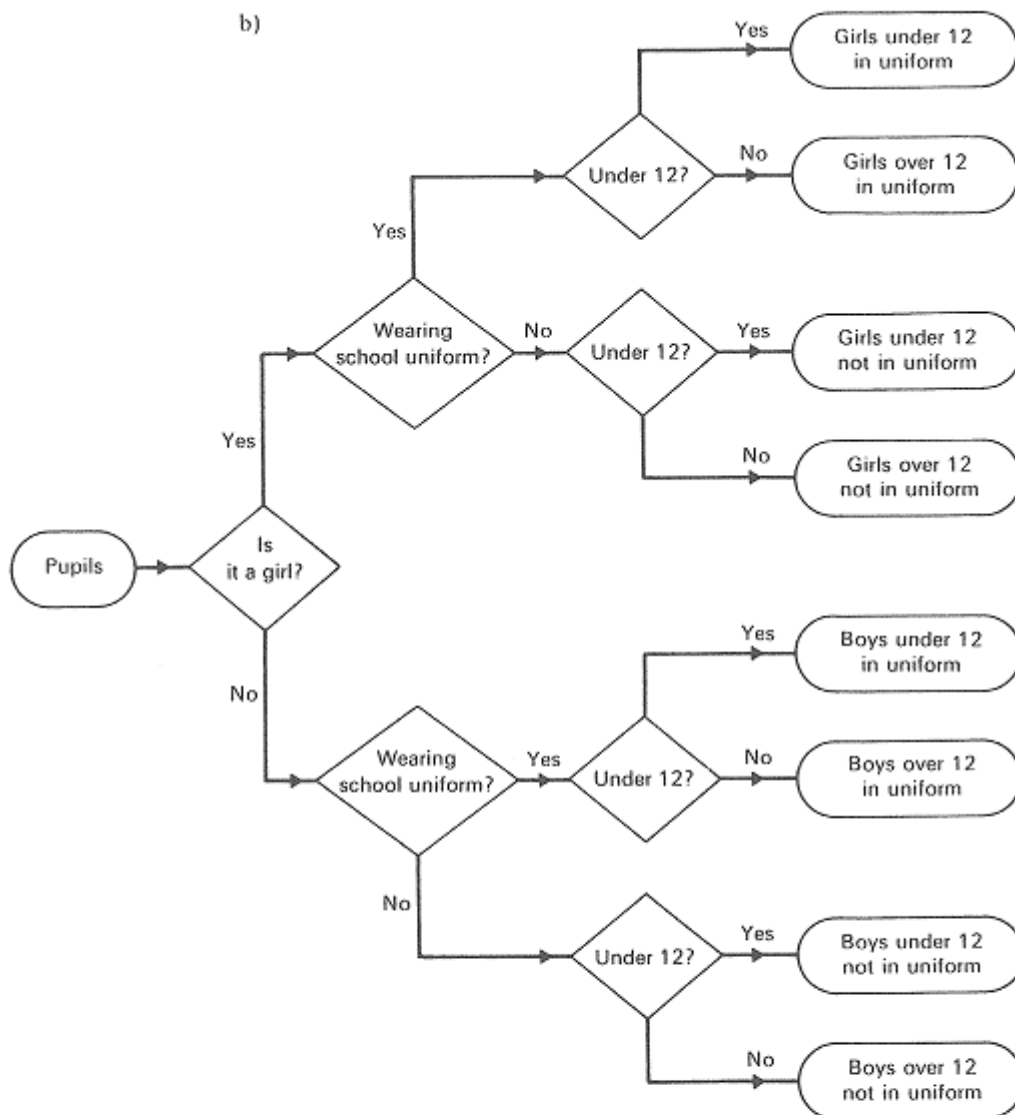 b)
Yes
Girls under 12
in uniform
Under 12?
No
Girls over 12
in uniform
Yes
Wearing
school uniform?
No
Under 12?
Yes
Girls under 12
not in uniform
No
Girls over 12
not in uniform
Yes
Pupils
Is
it a girl?
No
Yes
Boys under 12
in uniform
Wearing
school uniform?
Yes
Under 12?
No
Boys over 12
in uniform
No
Under 12?
Yes
Boys under 12
not in uniform
No
Boys over 12
not in uniform